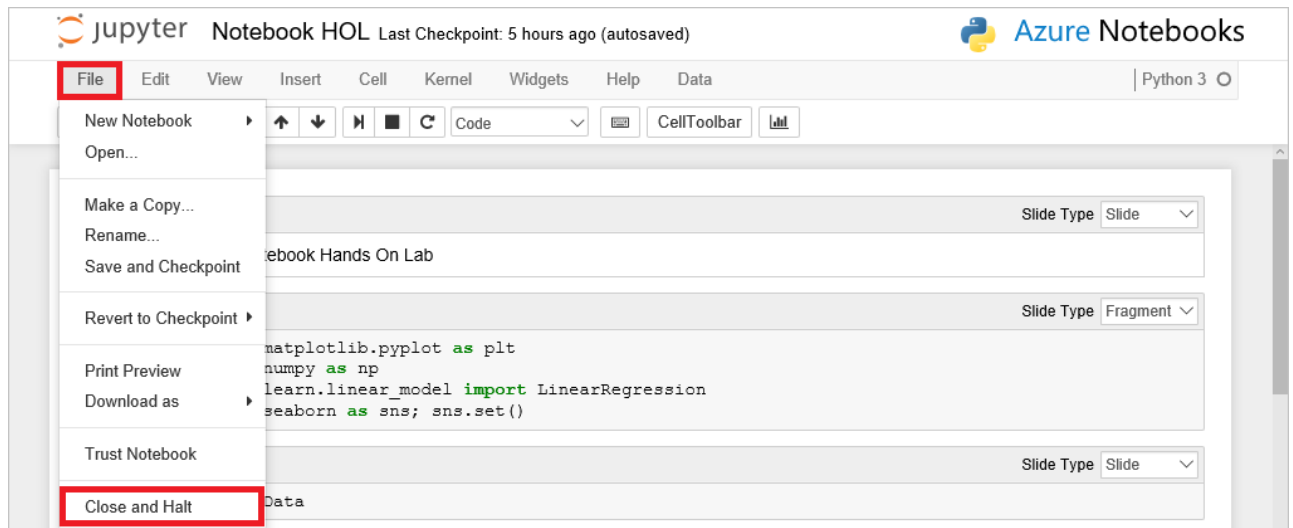 jupyter Notebook HOL Last Checkpoint: 5 hours ago (autosaved) Azure Notebooks
File Edit View Insert Cell Kernel Widgets Help Data Python 3
New Notebook
Code CellToolbar
Open...
Make a Copy...
Slide Type Slide
Rename...
ebook Hands On Lab
Save and Checkpoint
Revert to Checkpoint
Slide Type Fragment
matplotlib.pyplot as plt
Print Preview
numpy as np
learn.linear_model import LinearRegression
Download as
seaborn as sns; sns.set()
Trust Notebook
Slide Type Slide
Close and Halt
Data